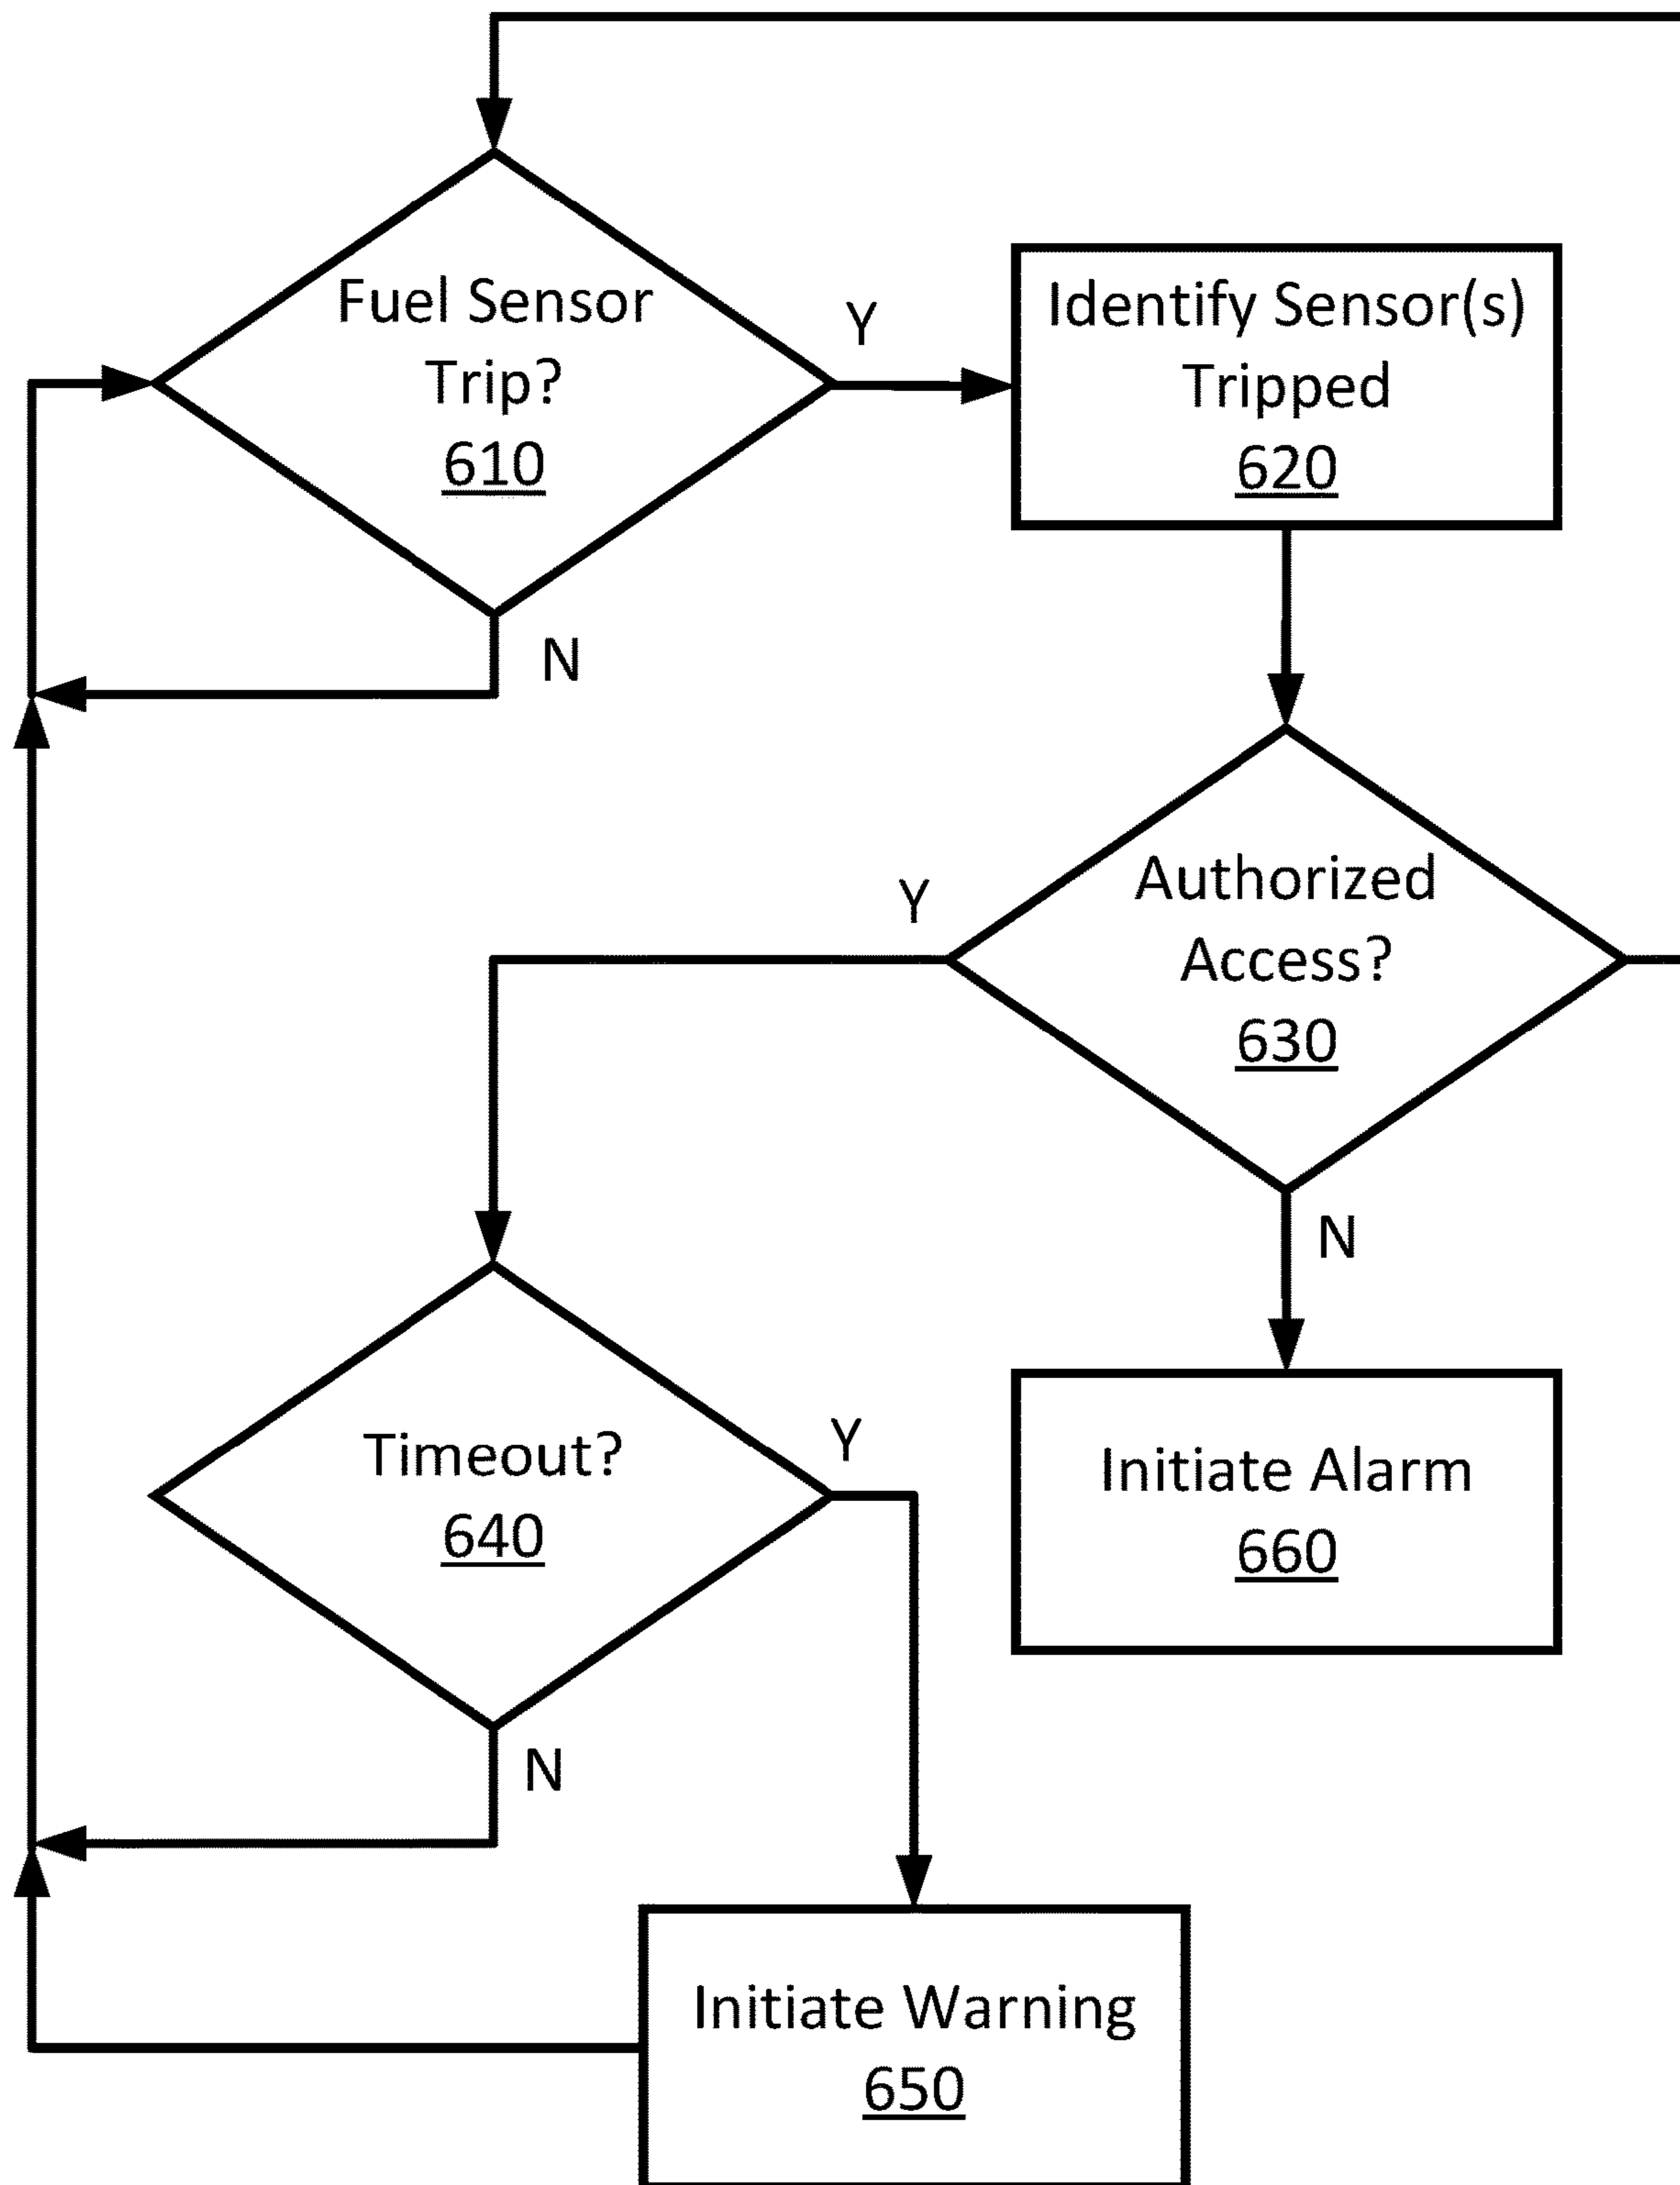 Fuel Sensor
Trip?
610
Y
N
Identify Sensor(s)
Tripped
620
Authorized
Access?
630
Y
N
Timeout?
640
Y
N
Initiate Alarm
660
Initiate Warning
650